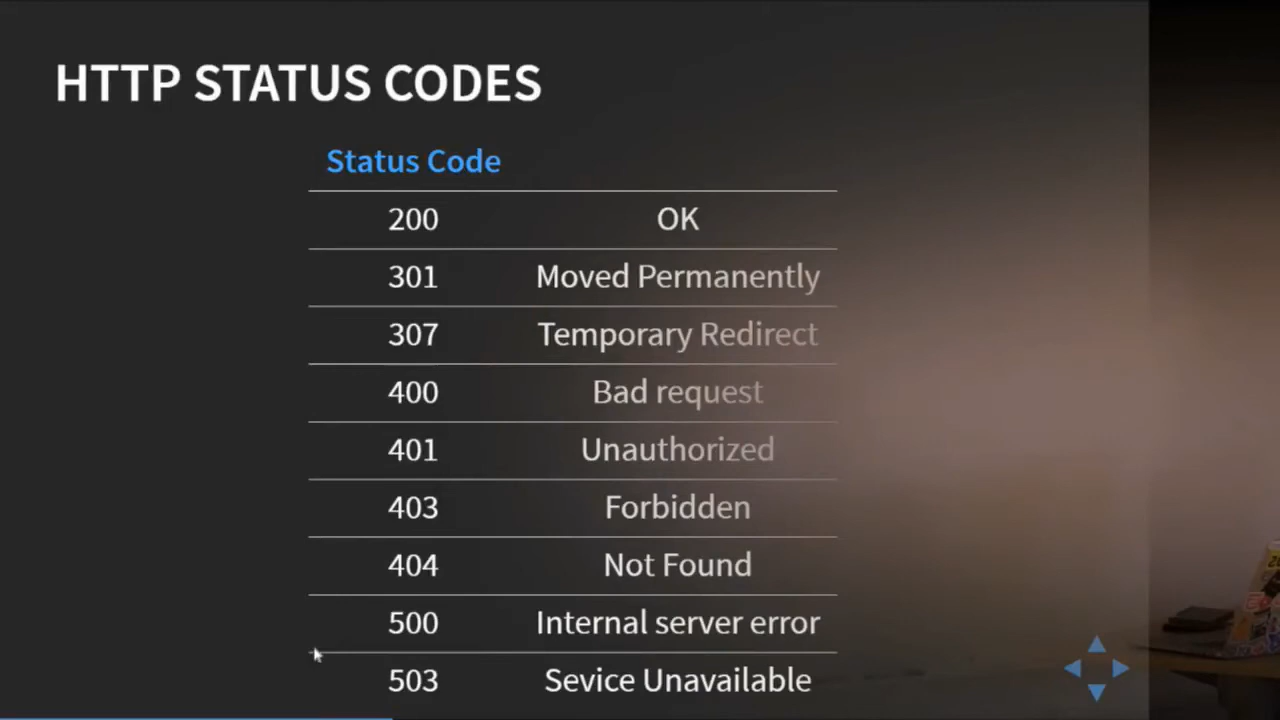 HTTP STATUS CODES
Status Code
200 OK
301 Moved Permanently
307 Temporary Redirect
400 Bad request
401 Unauthorized
403 Forbidden
404 Not Found
500 Internal server error
503 Sevice Unavailable